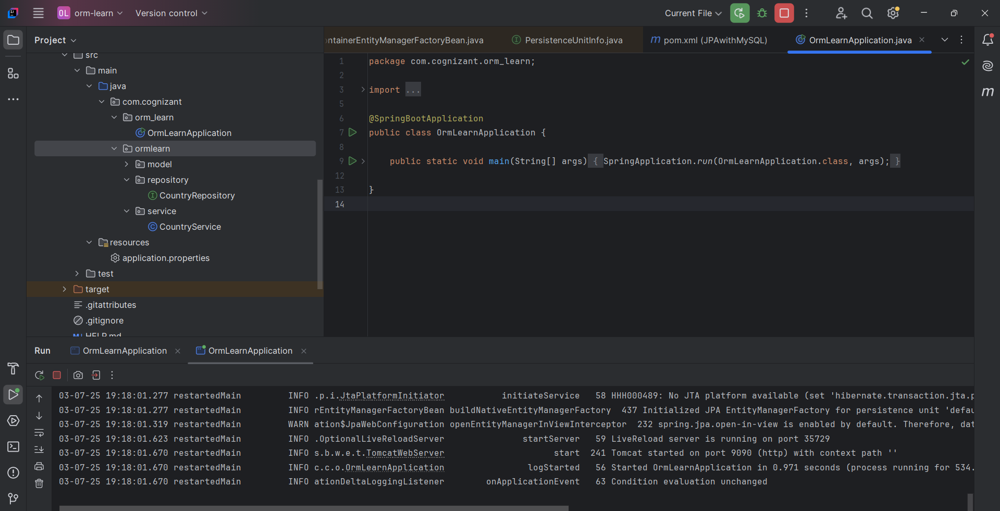 OL orm-learn Version control Current File
Project
src
main
java
com.cognizant
orm_learn
OrmLearnApplication
ormlearn
model
repository
CountryRepository
service
CountryService
resources
application.properties
test
target
.gitattributes
.gitignore
HELP.md
ntainerEntityManagerFactoryBean.java PersistenceUnitInfo.java m pom.xml (JPAwithMySQL) OrmLearnApplication.java
1 package com.cognizant.orm_learn;
2
3 import ...
5
6 @SpringBootApplication
7 public class OrmLearnApplication {
8
9 public static void main(String[] args) { SpringApplication.run(OrmLearnApplication.class, args); }
12
13 }
14
m
Run OrmLearnApplication OrmLearnApplication
03-07-25 19:18:01.277 restartedMain INFO .p.i.JtaPlatformInitiator initiateService 58 HHH000489: No JTA platform available (set 'hibernate.transaction.jta.p
03-07-25 19:18:01.277 restartedMain INFO rEntityManagerFactoryBean buildNativeEntityManagerFactory 437 Initialized JPA EntityManagerFactory for persistence unit 'defau
03-07-25 19:18:01.319 restartedMain WARN ation$JpaWebConfiguration openEntityManagerInViewInterceptor 232 spring.jpa.open-in-view is enabled by default. Therefore, dat
03-07-25 19:18:01.623 restartedMain INFO .OptionalLiveReloadServer startServer 59 LiveReload server is running on port 35729
03-07-25 19:18:01.670 restartedMain INFO s.b.w.e.t.TomcatWebServer start 241 Tomcat started on port 9090 (http) with context path ''
03-07-25 19:18:01.670 restartedMain INFO c.c.o.OrmLearnApplication logStarted 56 Started OrmLearnApplication in 0.971 seconds (process running for 534.
03-07-25 19:18:01.670 restartedMain INFO ationDeltaLoggingListener onApplicationEvent 63 Condition evaluation unchanged